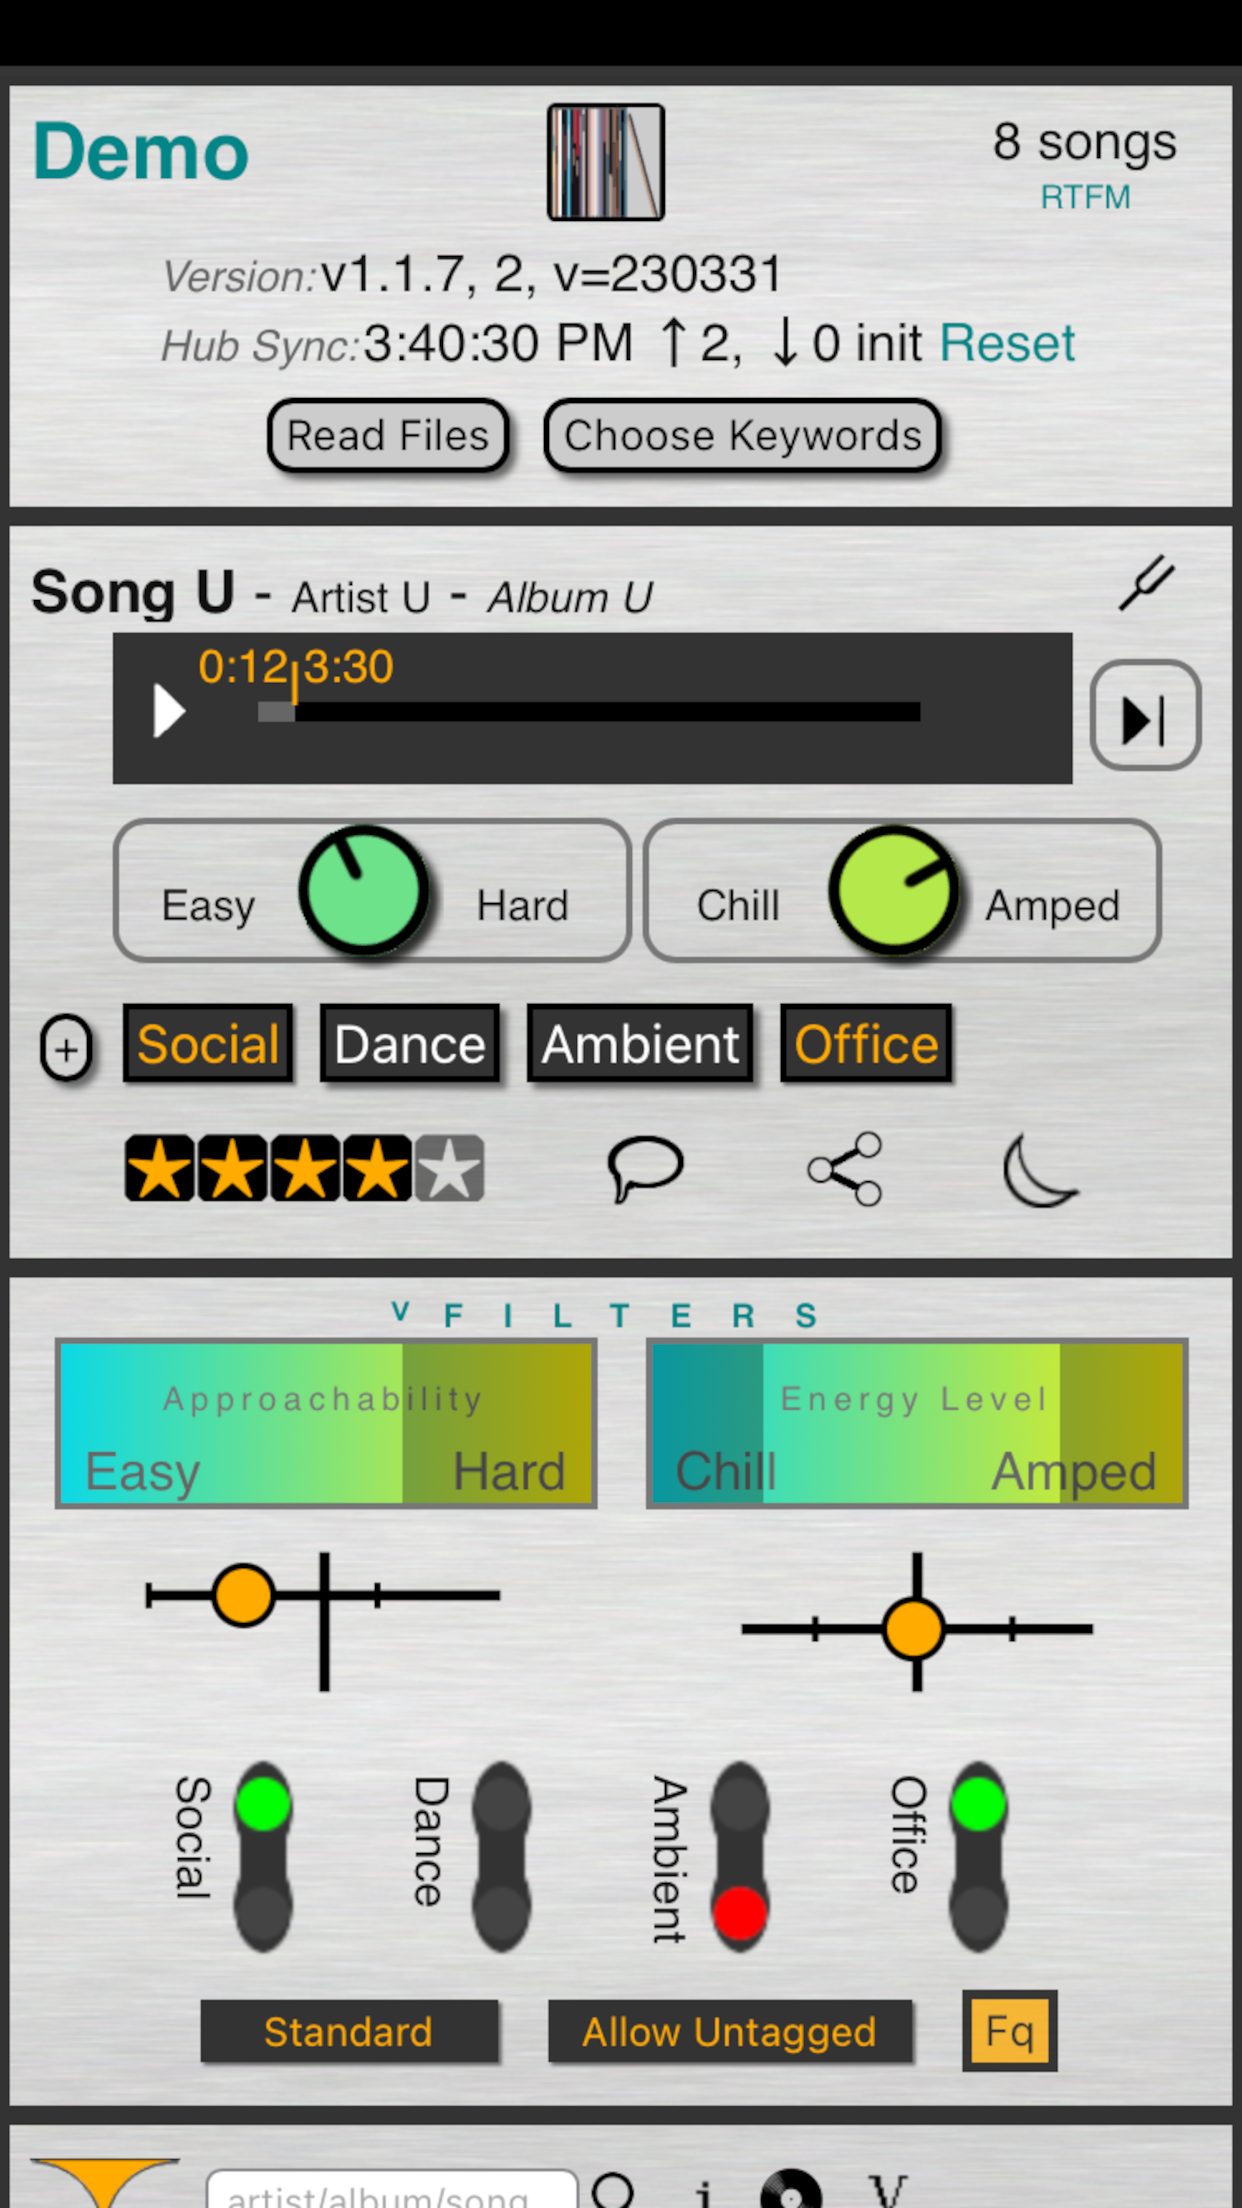 Demo
8 songs
RTFM
Version: v1.1.7, 2, v=230331
Hub Sync: 3:40:30 PM ↑2, ↓0 init Reset
Read Files
Choose Keywords
Song U - Artist U - Album U
0:12 3:30
Easy Hard
Chill Amped
+ Social Dance Ambient Office
V FILTERS
Approachability
Easy Hard
Energy Level
Chill Amped
Social
Dance
Ambient
Office
Standard
Allow Untagged
Fq
artist/album/song
i
V